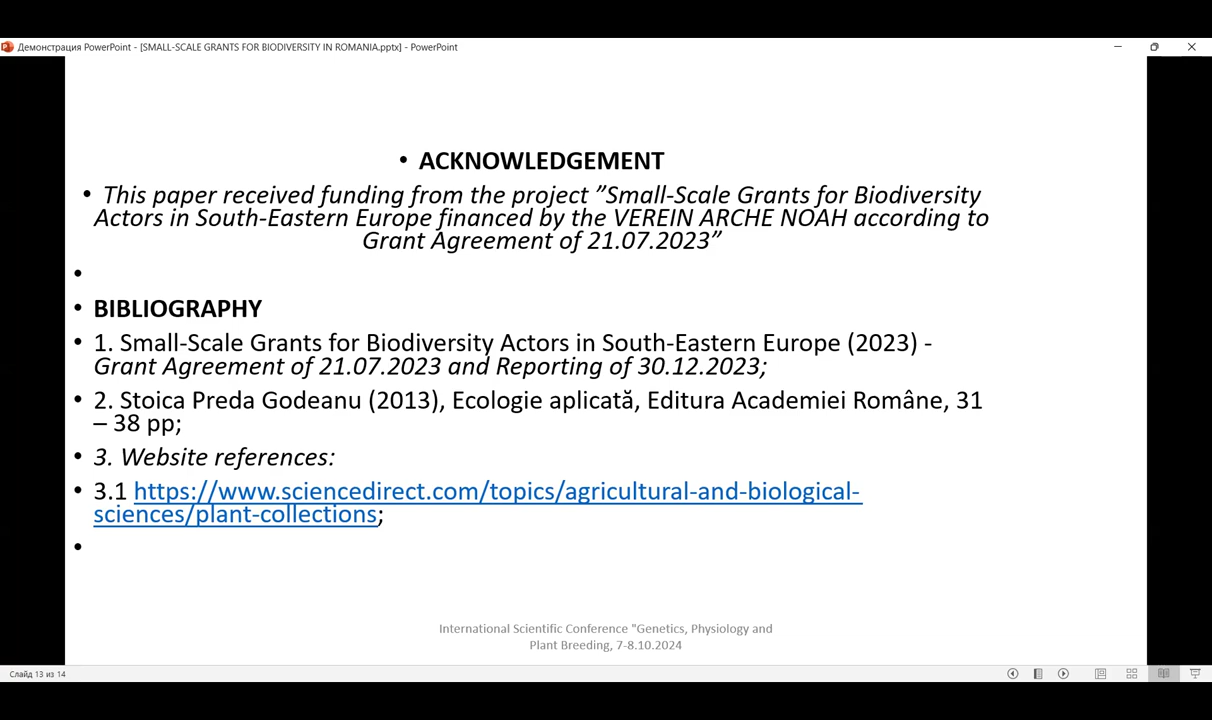 Демонстрация PowerPoint - [SMALL-SCALE GRANTS FOR BIODIVERSITY IN ROMANIA.pptx] - PowerPoint
• ACKNOWLEDGEMENT
• This paper received funding from the project ”Small-Scale Grants for Biodiversity
Actors in South-Eastern Europe financed by the VEREIN ARCHE NOAH according to
Grant Agreement of 21.07.2023”
•
• BIBLIOGRAPHY
• 1. Small-Scale Grants for Biodiversity Actors in South-Eastern Europe (2023) -
Grant Agreement of 21.07.2023 and Reporting of 30.12.2023;
• 2. Stoica Preda Godeanu (2013), Ecologie aplicată, Editura Academiei Române, 31
– 38 pp;
• 3. Website references:
• 3.1 https://www.sciencedirect.com/topics/agricultural-and-biological-
sciences/plant-collections;
•
International Scientific Conference "Genetics, Physiology and
Plant Breeding, 7-8.10.2024
Слайд 13 из 14